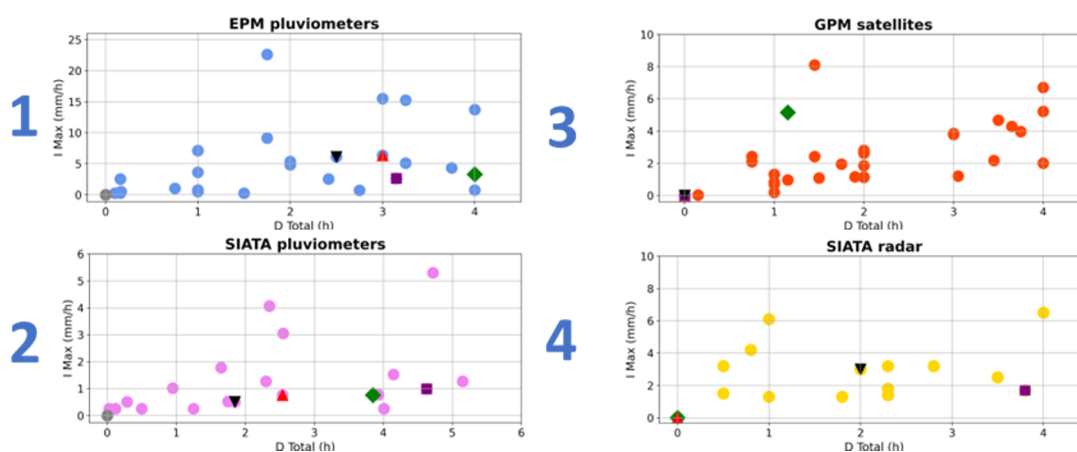 EPM pluviometers
1
I Max (mm/h)
25
20
15
10
5
0
0 1 2 3 4
D Total (h)
SIATA pluviometers
2
I Max (mm/h)
6
5
4
3
2
1
0
0 1 2 3 4 5 6
D Total (h)
GPM satellites
3
I Max (mm/h)
10
8
6
4
2
0
0 1 2 3 4
D Total (h)
SIATA radar
4
I Max (mm/h)
10
8
6
4
2
0
0 1 2 3 4
D Total (h)